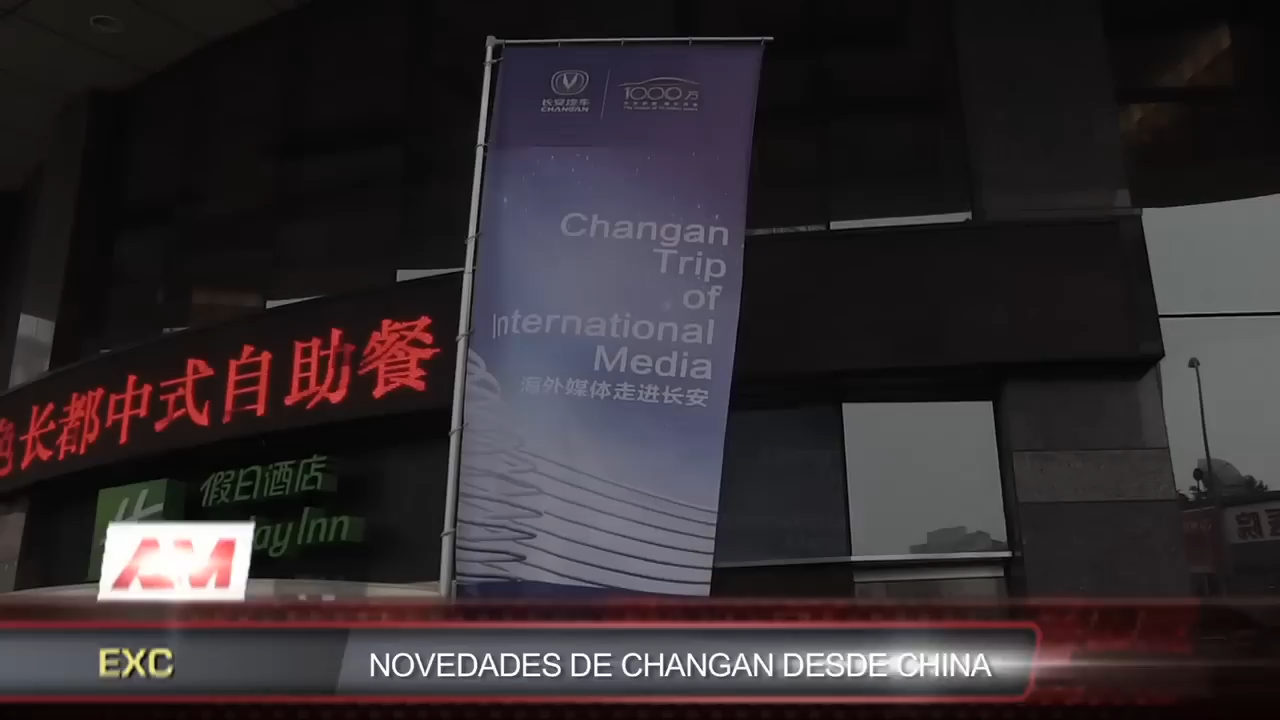 长安汽车
CHANGAN
1000万
Changan
Trip
of
International
Media
海外媒体走进长安
长都中式自助餐
假日酒店
day Inn
AM
EXC
NOVEDADES DE CHANGAN DESDE CHINA